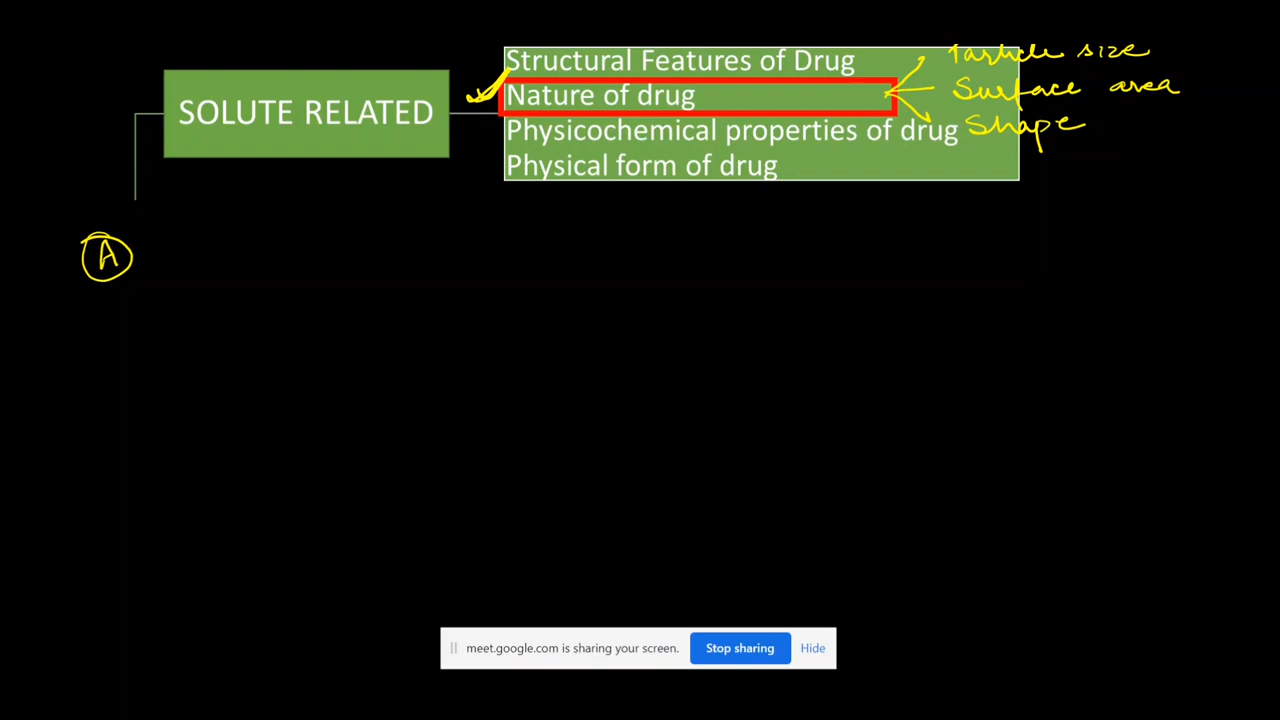 Structural Features of Drug
Particle size
SOLUTE RELATED
Nature of drug
Surface area
Physicochemical properties of drug
Shape
Physical form of drug
A
meet.google.com is sharing your screen.
Stop sharing
Hide